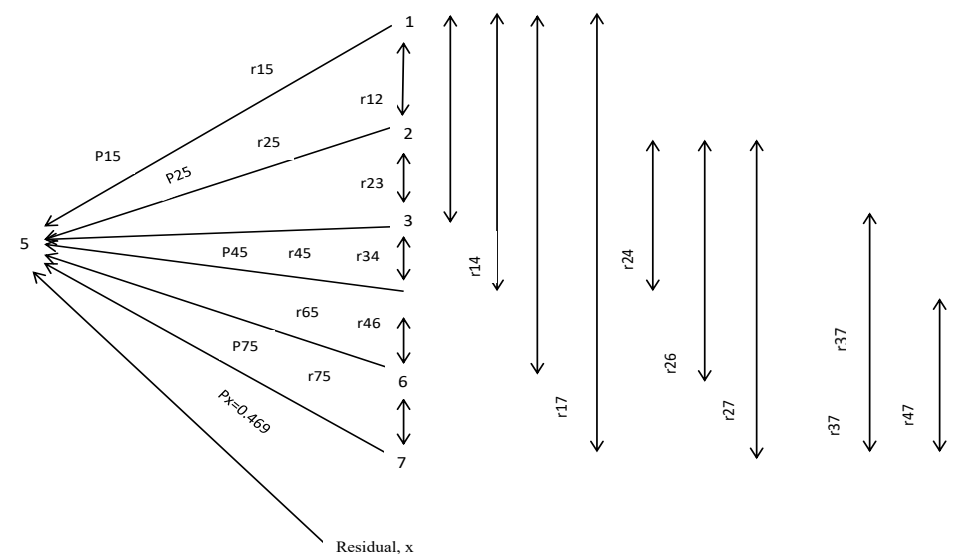 1
r15
r12
r25
2
P15
P25
r23
3
5
P45
r45
r34
r14
r24
r65
r46
P75
r37
r26
r75
6
Px=0.469
r17
r27
r37
r47
7
Residual, x